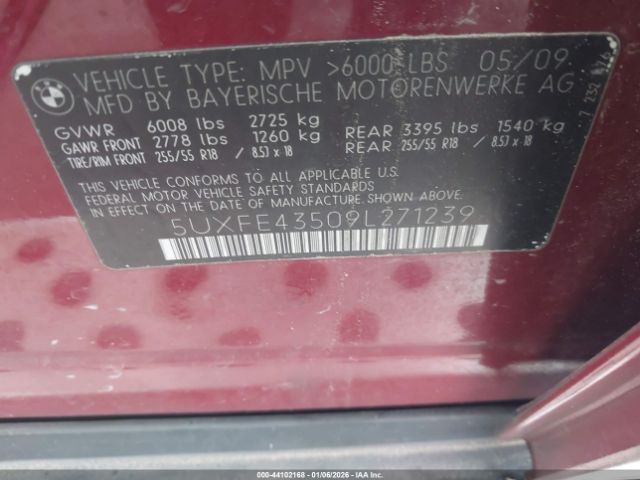 BMW VEHICLE TYPE: MPV >6000 LBS 05/09
MFD BY BAYERISCHE MOTORENWERKE AG
GVWR 6008 lbs 2725 kg
GAWR FRONT 2778 lbs 1260 kg REAR 3395 lbs 1540 kg
TIRE/RIM FRONT 255/55 R18 / 8.5J x 18 REAR 255/55 R18 / 8.5J x 18
THIS VEHICLE CONFORMS TO ALL APPLICABLE U.S.
FEDERAL MOTOR VEHICLE SAFETY STANDARDS
IN EFFECT ON THE DATE OF MANUFACTURE SHOWN ABOVE.
5UXFE43509L271239
000-44102168 | 01/06/2026 | IAA Inc.